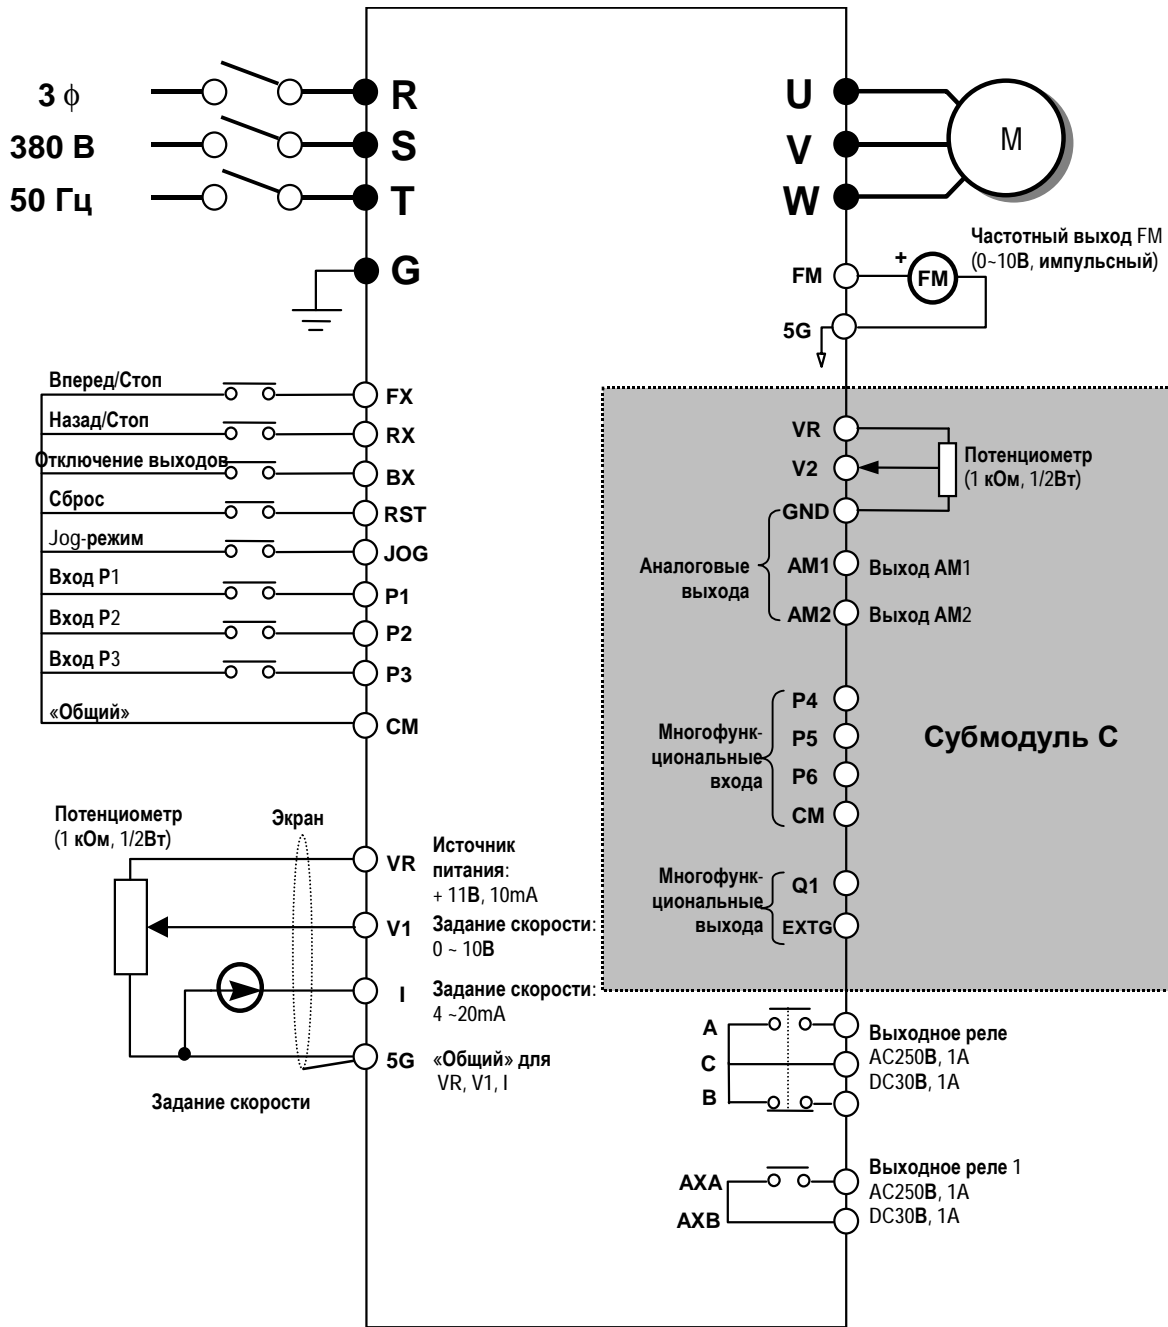 3 ϕ
380 В
50 Гц
R
S
T
G
U
V
W
M
Частотный выход FM
(0~10В, импульсный)
FM
+
FM
5G
Вперед/Стоп
FX
Назад/Стоп
RX
Отключение выходов
BX
Сброс
RST
Jog-режим
JOG
Вход P1
P1
Вход P2
P2
Вход P3
P3
«Общий»
CM
Потенциометр
(1 кОм, 1/2Вт)
Экран
VR
Источник
питания:
+ 11В, 10mA
V1
Задание скорости:
0 ~ 10В
I
Задание скорости:
4 ~20mA
5G
«Общий» для
VR, V1, I
Задание скорости
VR
V2
GND
Потенциометр
(1 кОм, 1/2Вт)
Аналоговые
выхода
AM1
Выход AM1
AM2
Выход AM2
Многофунк-
циональные
входа
P4
P5
P6
CM
Субмодуль С
Многофунк-
циональные
выхода
Q1
EXTG
A
C
B
Выходное реле
AC250В, 1A
DC30В, 1A
AXA
AXB
Выходное реле 1
AC250В, 1A
DC30В, 1A